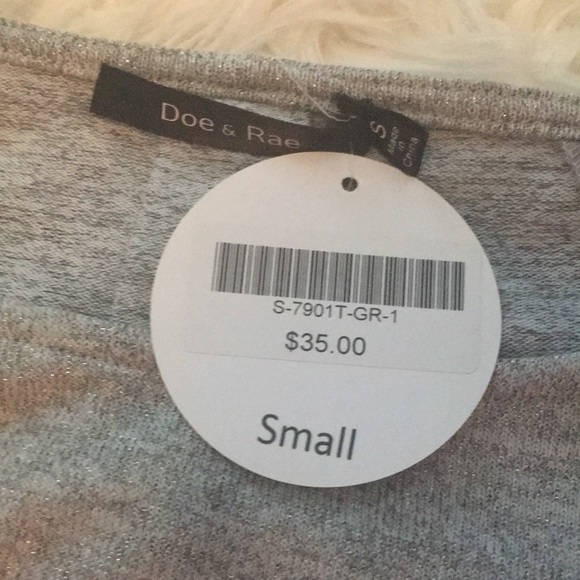 Doe & Rae
S
Made in China
S-7901T-GR-1
$35.00
Small